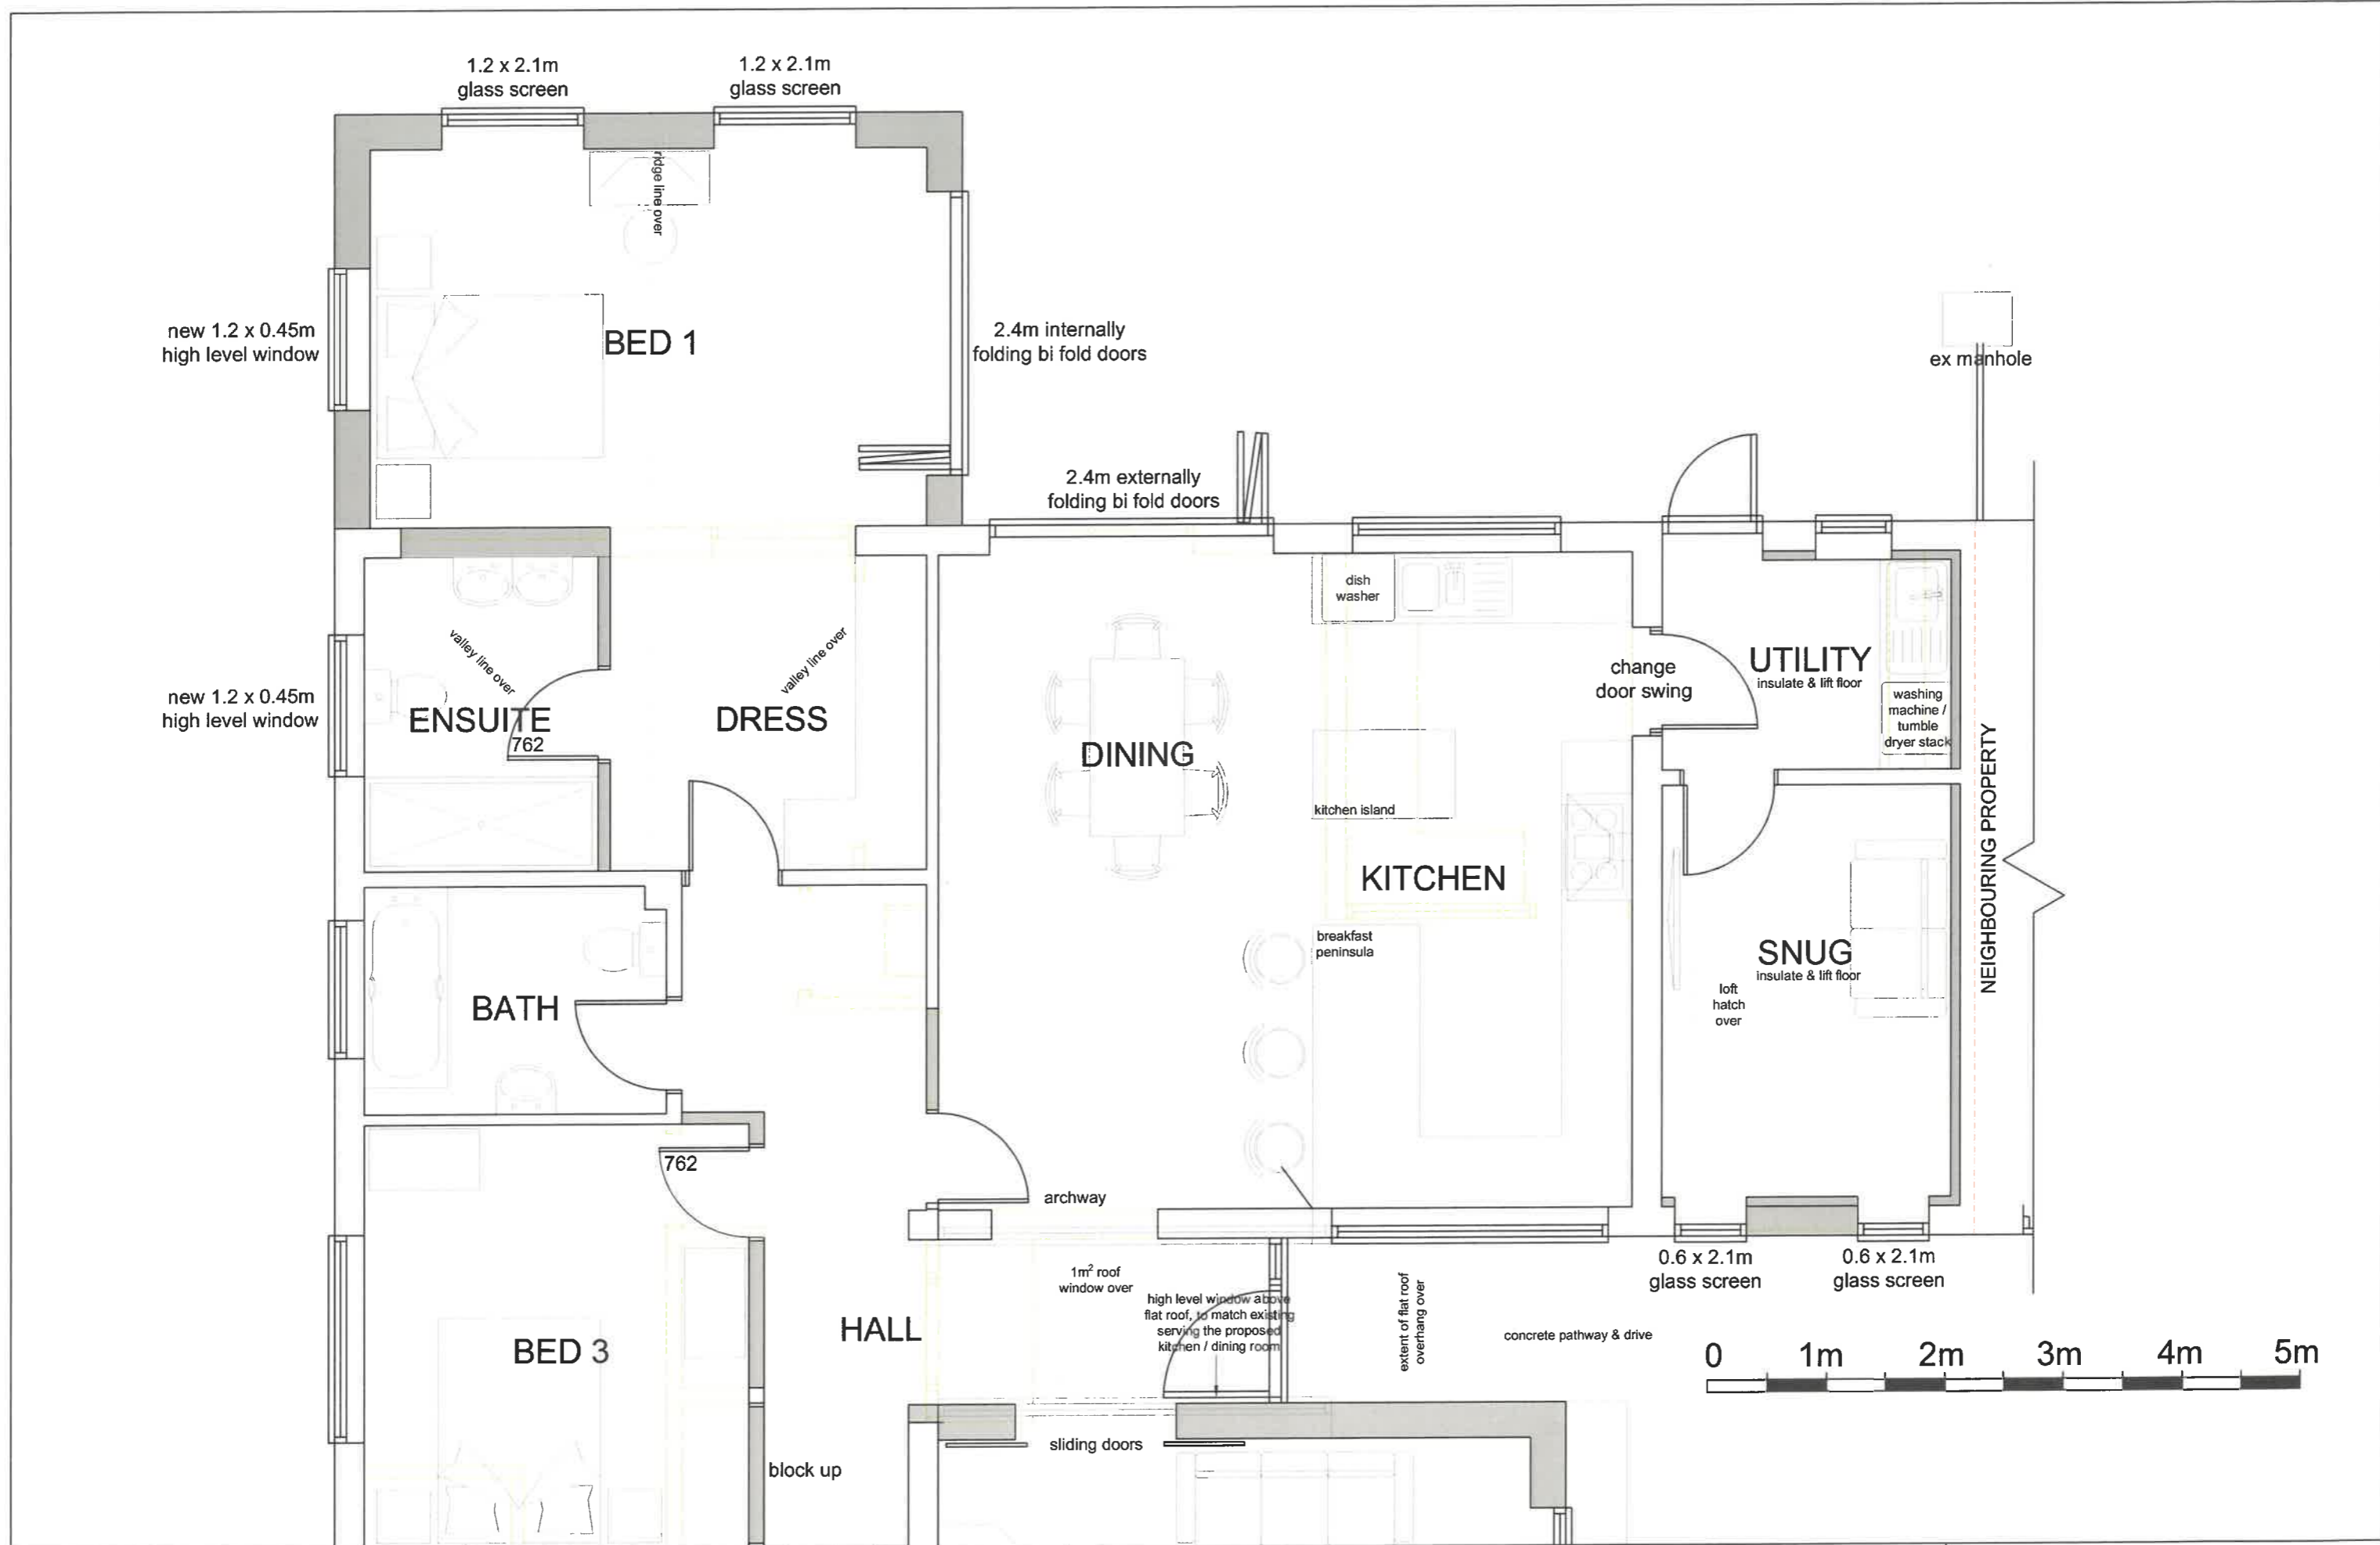 1.2 x 2.1m
glass screen
1.2 x 2.1m
glass screen
ridge line over
new 1.2 x 0.45m
high level window
BED 1
2.4m internally
folding bi fold doors
ex manhole
2.4m externally
folding bi fold doors
dish
washer
valley line over
valley line over
new 1.2 x 0.45m
high level window
ENSUITE
762
DRESS
DINING
change
door swing
UTILITY
insulate & lift floor
washing
machine /
tumble
dryer stack
NEIGHBOURING PROPERTY
kitchen island
KITCHEN
breakfast
peninsula
SNUG
insulate & lift floor
loft
hatch
over
BATH
762
archway
0.6 x 2.1m
glass screen
0.6 x 2.1m
glass screen
1m² roof
window over
high level window above
flat roof, to match existing
serving the proposed
kitchen / dining room
extent of flat roof
overhang over
concrete pathway & drive
HALL
BED 3
0 1m 2m 3m 4m 5m
sliding doors
block up